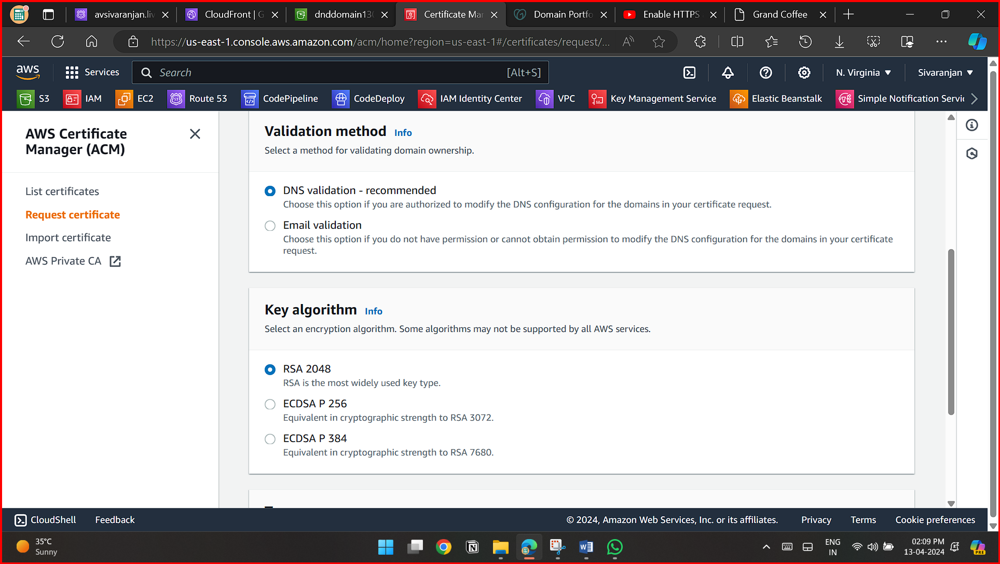 avsivaranjan.liv
CloudFront | G
dnddomain130
Certificate Mar
Domain Portfo
Enable HTTPS
Grand Coffee
https://us-east-1.console.aws.amazon.com/acm/home?region=us-east-1#/certificates/request/...
aws
Services
Search
[Alt+S]
N. Virginia
Sivaranjan
S3
IAM
EC2
Route 53
CodePipeline
CodeDeploy
IAM Identity Center
VPC
Key Management Service
Elastic Beanstalk
Simple Notification Servic
AWS Certificate
Manager (ACM)
List certificates
Request certificate
Import certificate
AWS Private CA
Validation method Info
Select a method for validating domain ownership.
DNS validation - recommended
Choose this option if you are authorized to modify the DNS configuration for the domains in your certificate request.
Email validation
Choose this option if you do not have permission or cannot obtain permission to modify the DNS configuration for the domains in your certificate
request.
Key algorithm Info
Select an encryption algorithm. Some algorithms may not be supported by all AWS services.
RSA 2048
RSA is the most widely used key type.
ECDSA P 256
Equivalent in cryptographic strength to RSA 3072.
ECDSA P 384
Equivalent in cryptographic strength to RSA 7680.
CloudShell
Feedback
© 2024, Amazon Web Services, Inc. or its affiliates.
Privacy
Terms
Cookie preferences
35°C
Sunny
ENG
IN
02:09 PM
13-04-2024
PRE